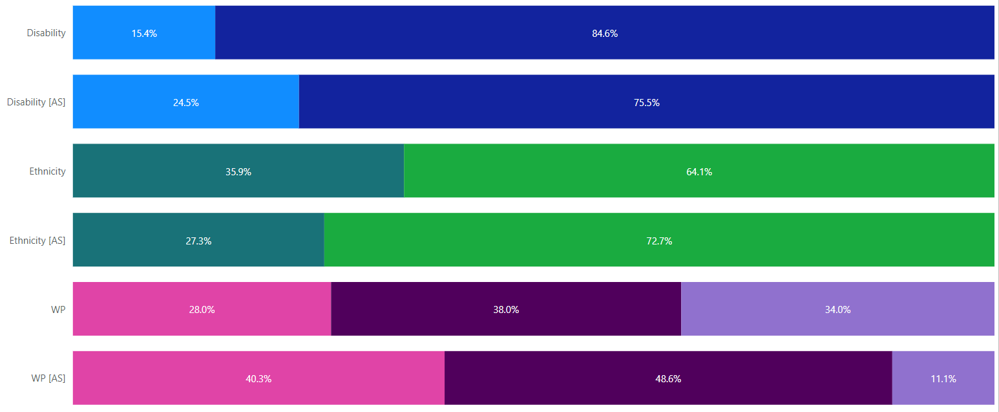 Disability 15.4% 84.6%
Disability [AS] 24.5% 75.5%
Ethnicity 35.9% 64.1%
Ethnicity [AS] 27.3% 72.7%
WP 28.0% 38.0% 34.0%
WP [AS] 40.3% 48.6% 11.1%